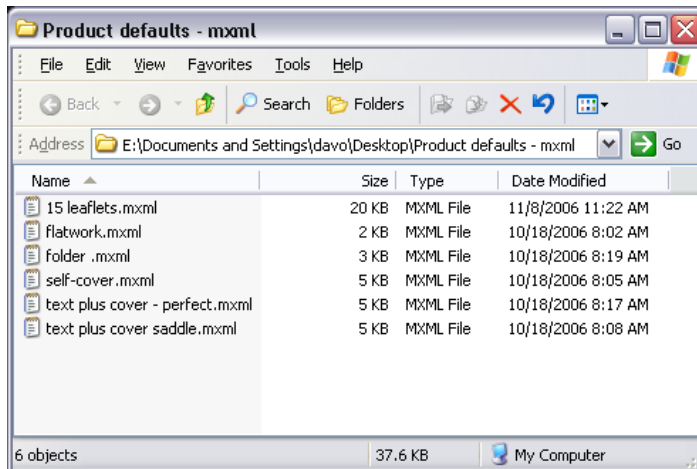 Product defaults - mxml
File Edit View Favorites Tools Help
Back Search Folders
Address E:\Documents and Settings\davo\Desktop\Product defaults - mxml Go
Name Size Type Date Modified
15 leaflets.mxml 20 KB MXML File 11/8/2006 11:22 AM
flatwork.mxml 2 KB MXML File 10/18/2006 8:02 AM
folder .mxml 3 KB MXML File 10/18/2006 8:19 AM
self-cover.mxml 5 KB MXML File 10/18/2006 8:05 AM
text plus cover - perfect.mxml 5 KB MXML File 10/18/2006 8:17 AM
text plus cover saddle.mxml 5 KB MXML File 10/18/2006 8:08 AM
6 objects 37.6 KB My Computer